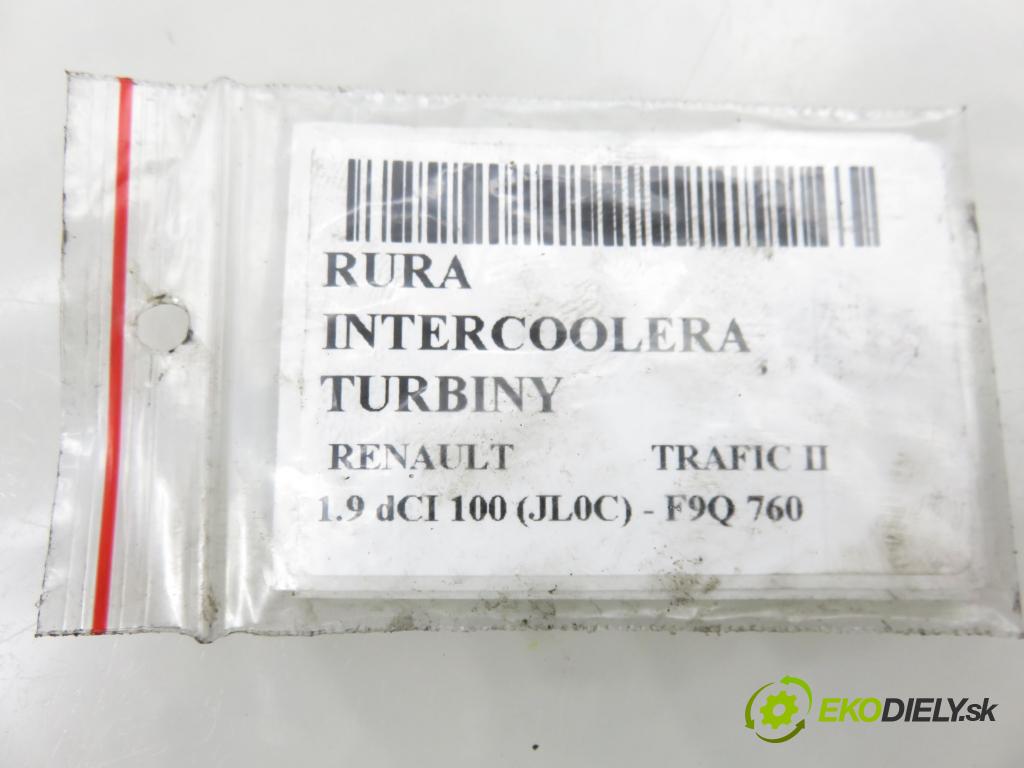 RURA
INTERCOOLERA
TURBINY
RENAULT TRAFIC II
1.9 dCI 100 (JL0C) - F9Q 760
EKODIELY.sk